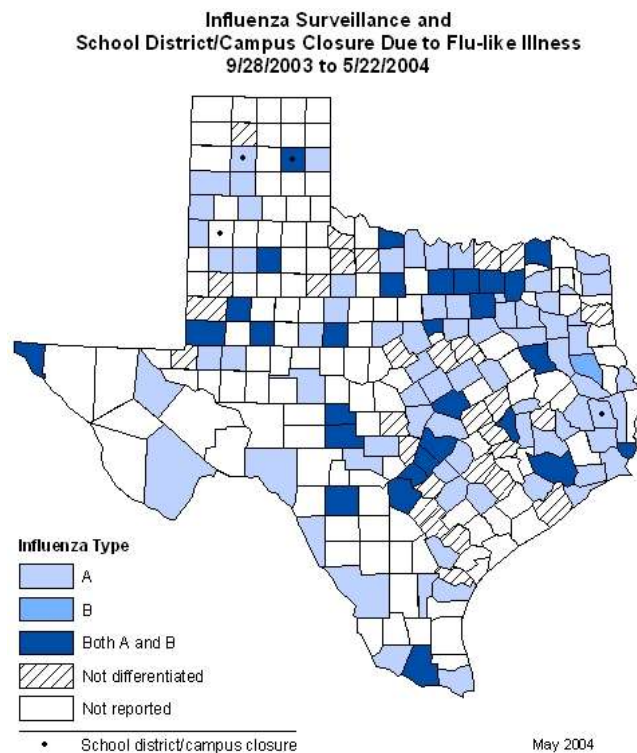 Influenza Surveillance and
School District/Campus Closure Due to Flu-like Illness
9/28/2003 to 5/22/2004
Influenza Type
A
B
Both A and B
Not differentiated
Not reported
School district/campus closure
May 2004